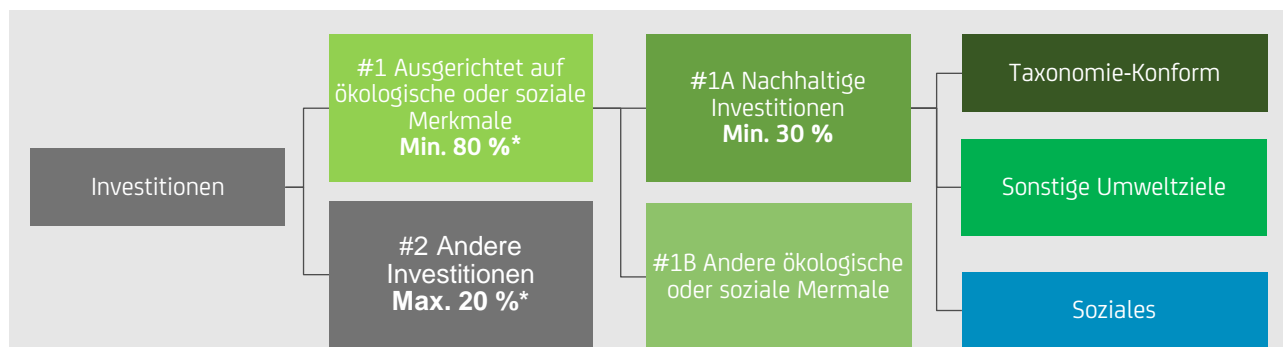 Investitionen
#1 Ausgerichtet auf
ökologische oder soziale
Merkmale
Min. 80 %*
#2 Andere
Investitionen
Max. 20 %*
#1A Nachhaltige
Investitionen
Min. 30 %
#1B Andere ökologische
oder soziale Mermale
Taxonomie-Konform
Sonstige Umweltziele
Soziales